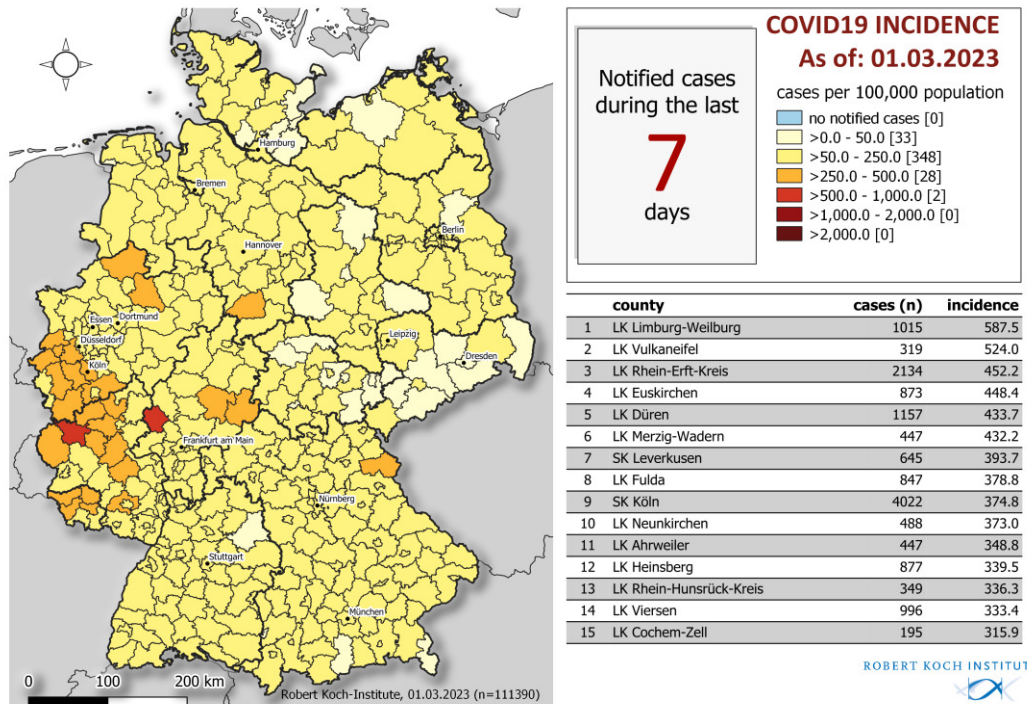 Hamburg
Bremen
Berlin
Hannover
Essen
Dortmund
Düsseldorf
Leipzig
Köln
Dresden
Frankfurt am Main
Nürnberg
Stuttgart
München
0 100 200 km
Robert Koch-Institute, 01.03.2023 (n=111390)
Notified cases
during the last
7
days
COVID19 INCIDENCE
As of: 01.03.2023
cases per 100,000 population
no notified cases [0]
>0.0 - 50.0 [33]
>50.0 - 250.0 [348]
>250.0 - 500.0 [28]
>500.0 - 1,000.0 [2]
>1,000.0 - 2,000.0 [0]
>2,000.0 [0]
county cases (n) incidence
1 LK Limburg-Weilburg 1015 587.5
2 LK Vulkaneifel 319 524.0
3 LK Rhein-Erft-Kreis 2134 452.2
4 LK Euskirchen 873 448.4
5 LK Düren 1157 433.7
6 LK Merzig-Wadern 447 432.2
7 SK Leverkusen 645 393.7
8 LK Fulda 847 378.8
9 SK Köln 4022 374.8
10 LK Neunkirchen 488 373.0
11 LK Ahrweiler 447 348.8
12 LK Heinsberg 877 339.5
13 LK Rhein-Hunsrück-Kreis 349 336.3
14 LK Viersen 996 333.4
15 LK Cochem-Zell 195 315.9
ROBERT KOCH INSTITUT